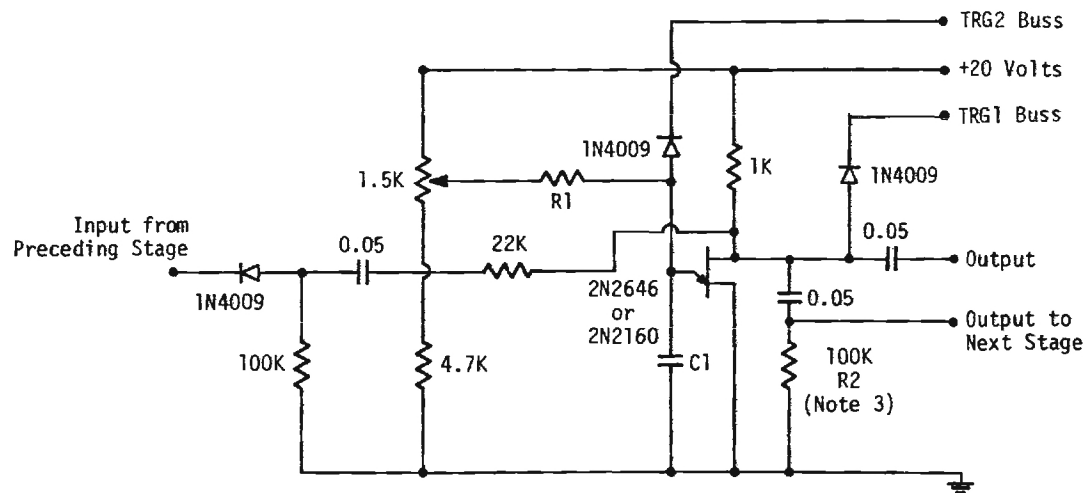 TRG2 Buss
+20 Volts
TRG1 Buss
1N4009
1K
1N4009
1.5K
R1
Input from
Preceding Stage
0.05
22K
0.05
Output
1N4009
2N2646
or
2N2160
0.05
Output to
Next Stage
100K
4.7K
C1
100K
R2
(Note 3)